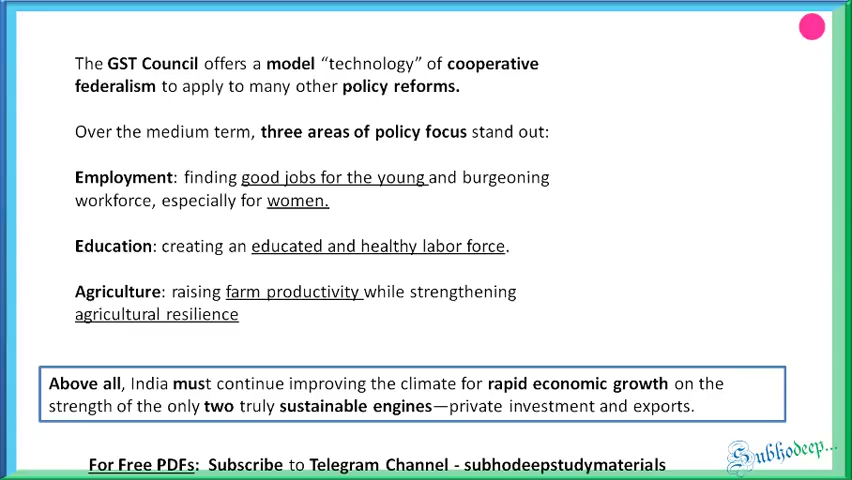 The GST Council offers a model “technology” of cooperative
federalism to apply to many other policy reforms.
Over the medium term, three areas of policy focus stand out:
Employment: finding good jobs for the young and burgeoning
workforce, especially for women.
Education: creating an educated and healthy labor force.
Agriculture: raising farm productivity while strengthening
agricultural resilience
Above all, India must continue improving the climate for rapid economic growth on the
strength of the only two truly sustainable engines—private investment and exports.
For Free PDFs: Subscribe to Telegram Channel - subhodeepstudymaterials
Subhodeep...